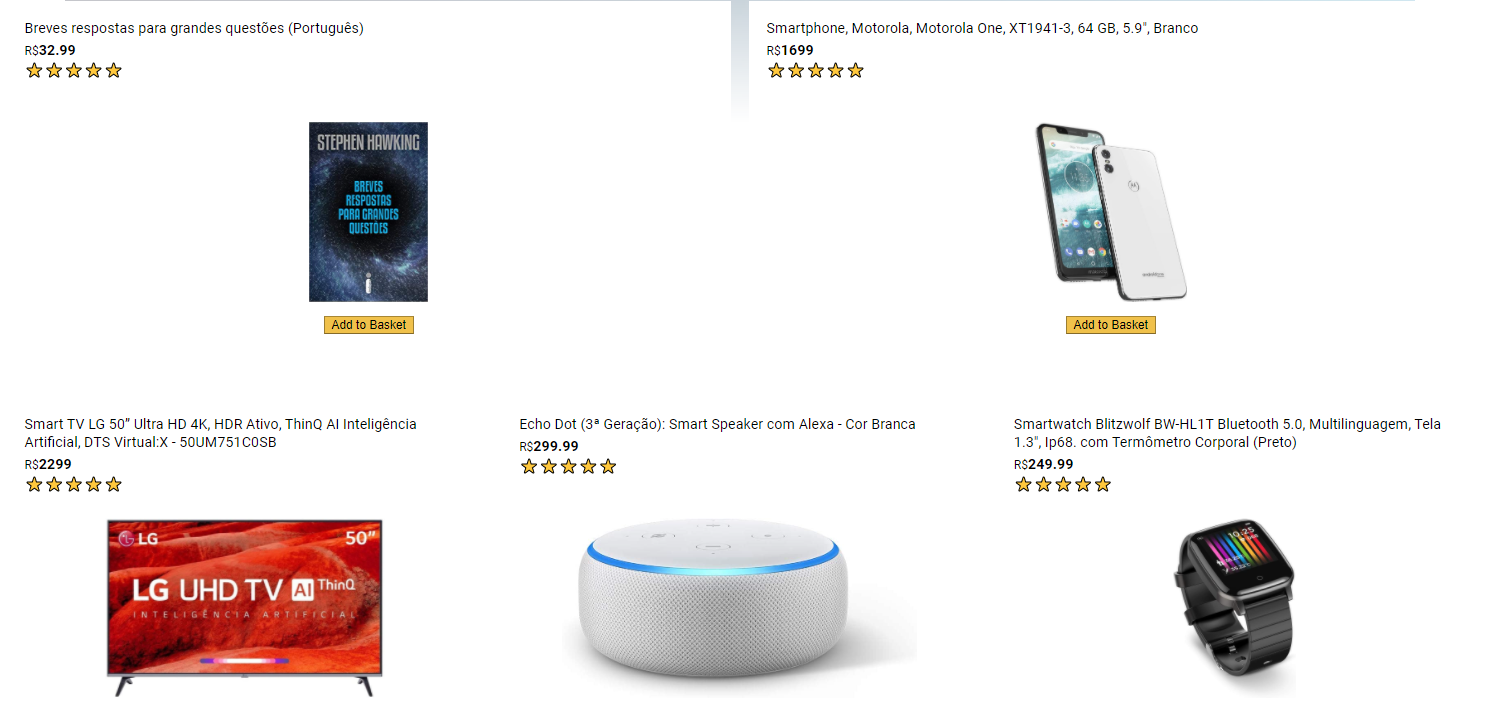 Breves respostas para grandes questões (Português)
R$32.99
Smartphone, Motorola, Motorola One, XT1941-3, 64 GB, 5.9", Branco
R$1699
STEPHEN HAWKING
BREVES
RESPOSTAS
PARA GRANDES
QUESTÕES
Add to Basket
Add to Basket
Smart TV LG 50” Ultra HD 4K, HDR Ativo, ThinQ AI Inteligência
Artificial, DTS Virtual:X - 50UM751C0SB
R$2299
Echo Dot (3ª Geração): Smart Speaker com Alexa - Cor Branca
R$299.99
Smartwatch Blitzwolf BW-HL1T Bluetooth 5.0, Multilinguagem, Tela
1.3", Ip68. com Termômetro Corporal (Preto)
R$249.99
LG 50”
LG UHD TV AI ThinQ
INTELIGÊNCIA ARTIFICIAL
10:25